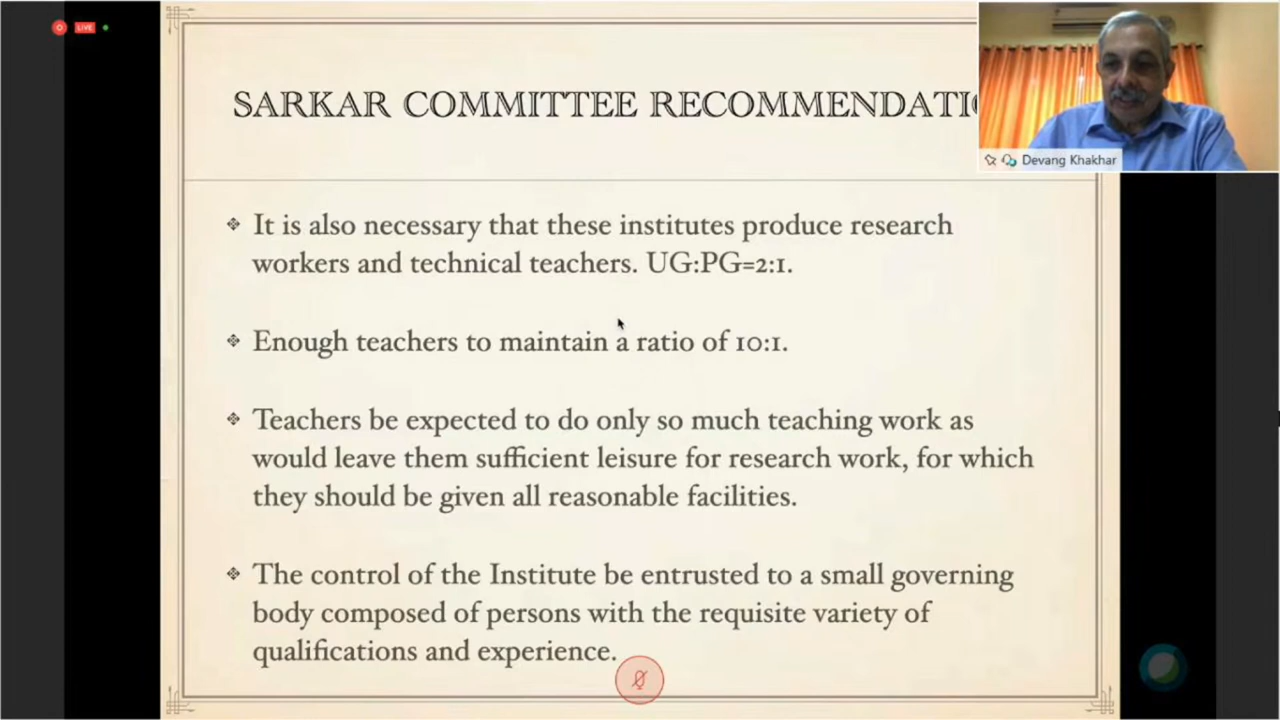 LIVE
SARKAR COMMITTEE RECOMMENDATI
Devang Khakhar
It is also necessary that these institutes produce research
workers and technical teachers. UG:PG=2:1.
Enough teachers to maintain a ratio of 10:1.
Teachers be expected to do only so much teaching work as
would leave them sufficient leisure for research work, for which
they should be given all reasonable facilities.
The control of the Institute be entrusted to a small governing
body composed of persons with the requisite variety of
qualifications and experience.